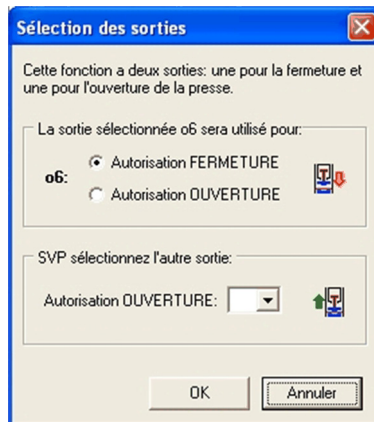 Sélection des sorties
Cette fonction a deux sorties: une pour la fermeture et
une pour l'ouverture de la presse.
La sortie sélectionnée o6 sera utilisé pour:
o6:
Autorisation FERMETURE
Autorisation OUVERTURE
SVP sélectionnez l'autre sortie:
Autorisation OUVERTURE:
OK
Annuler